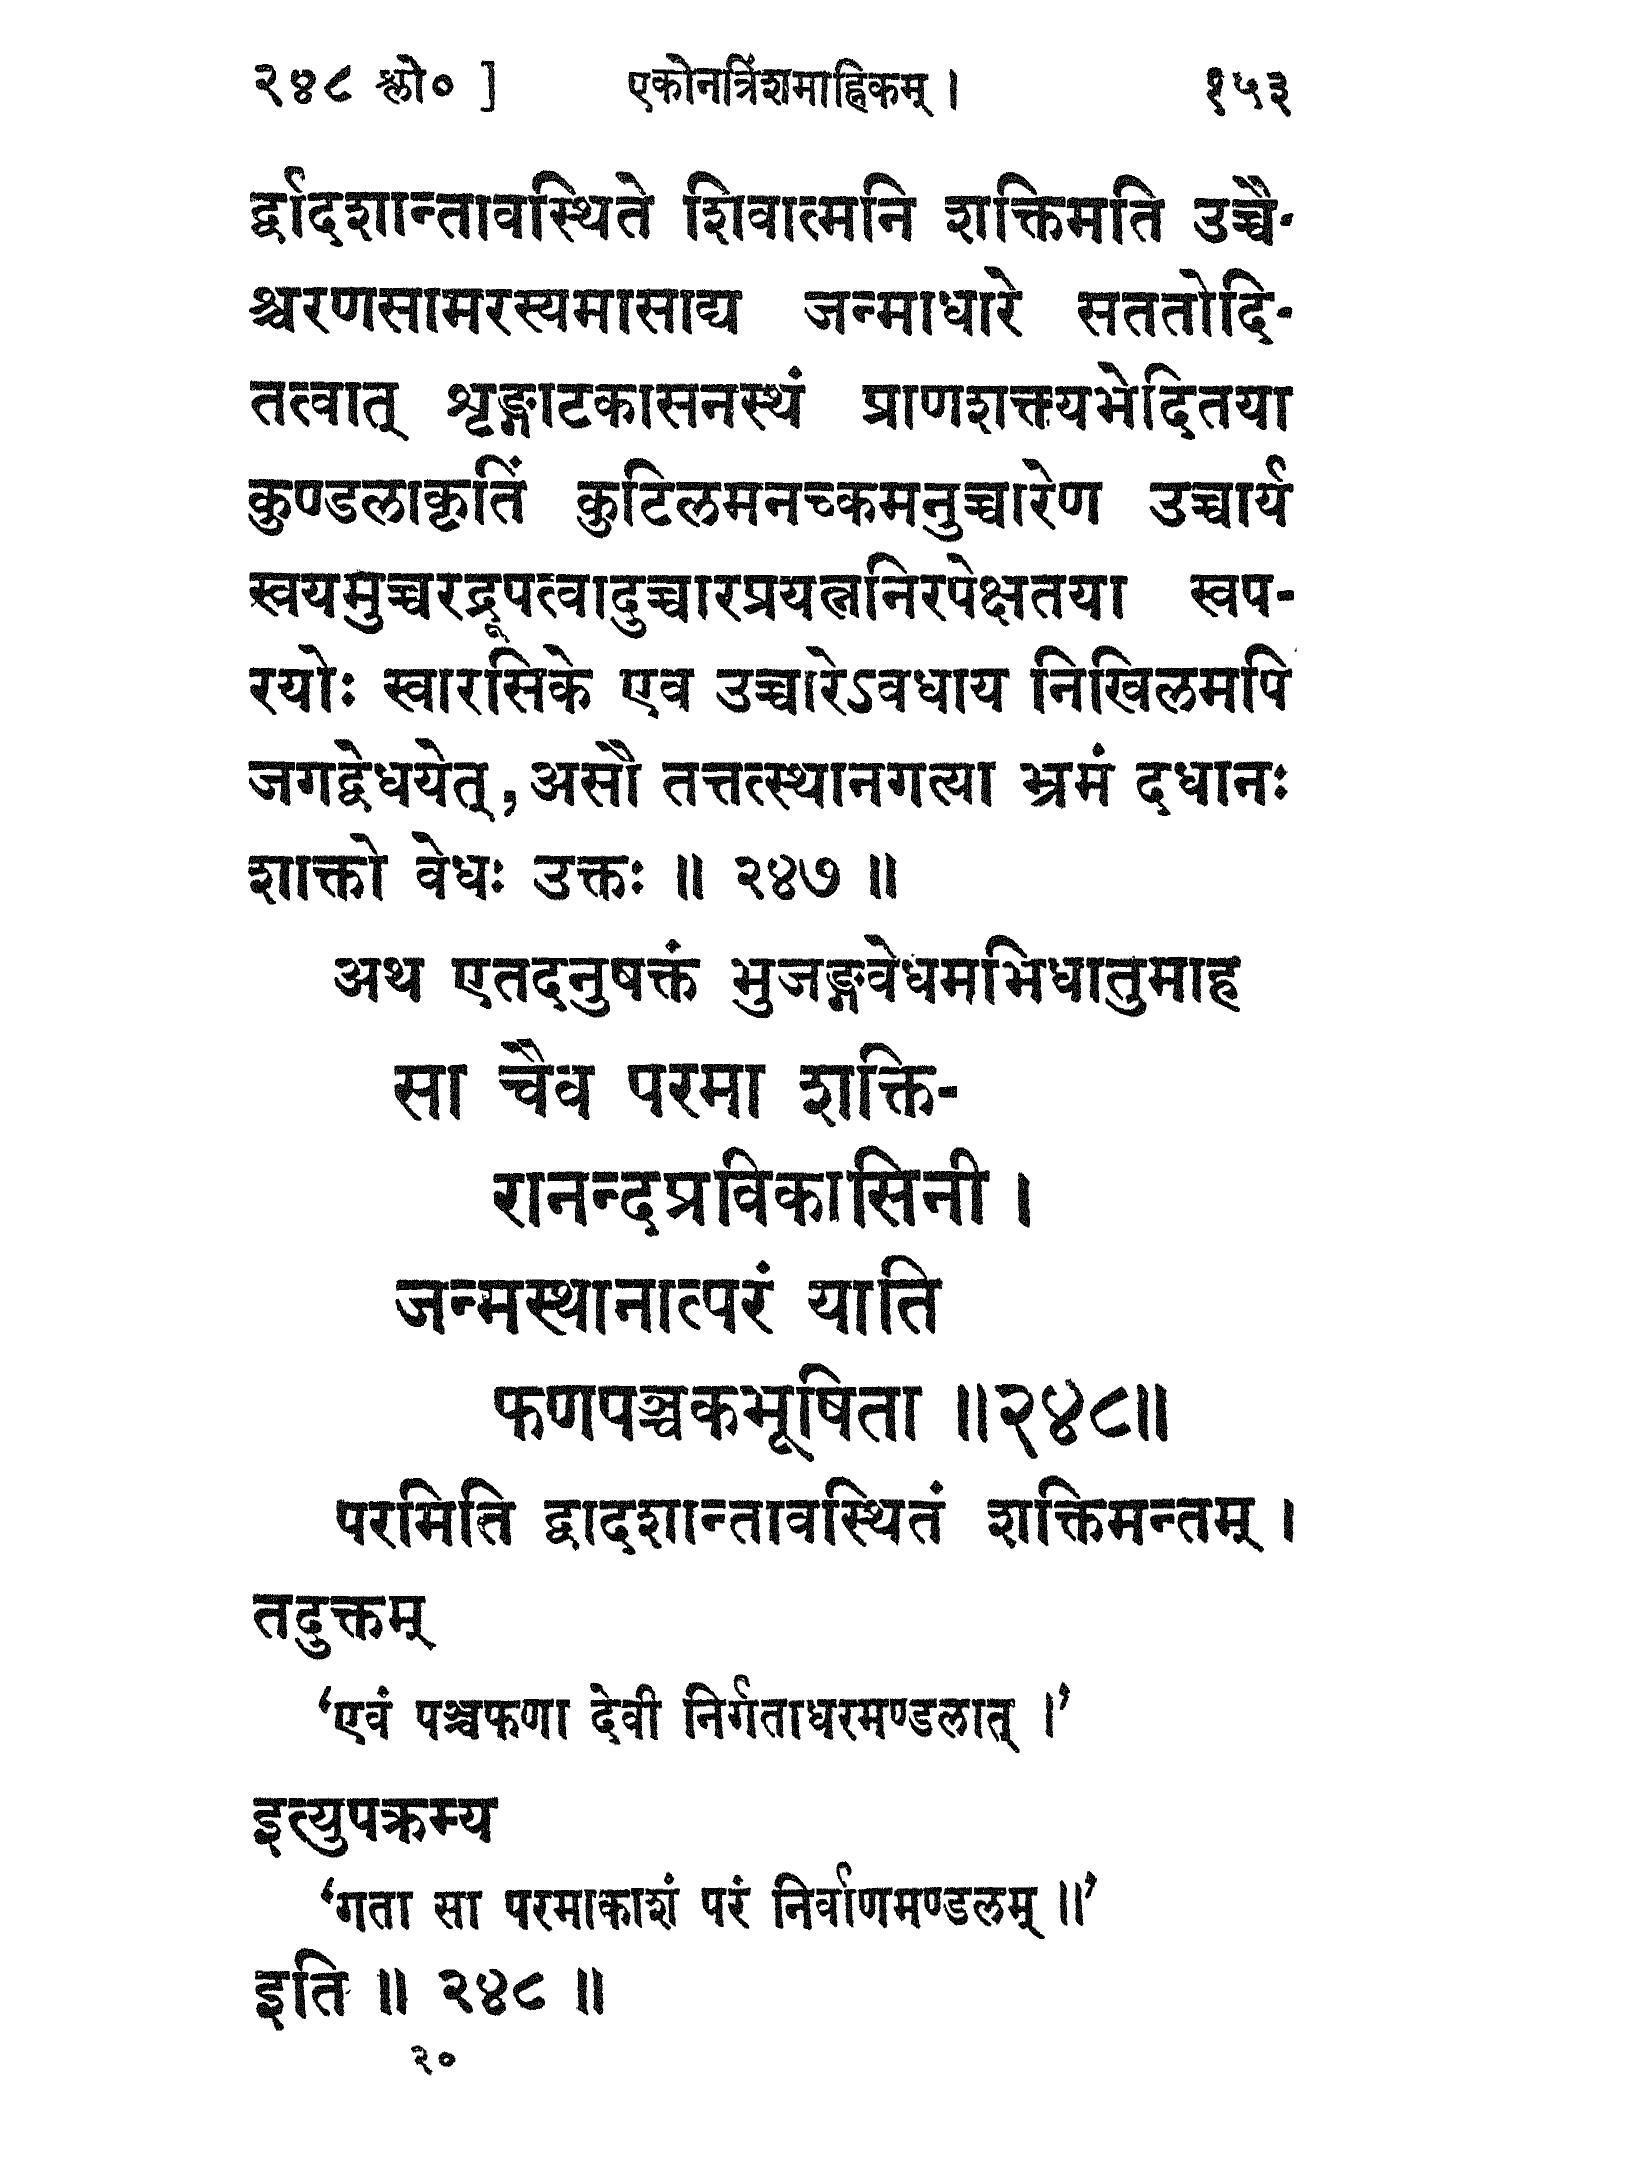 २४८ श्लो० ] एकोनत्रिंशमाह्निकम् । १५३
र्द्वादशान्तावस्थिते शिवात्मनि शक्तिमति उच्चै-
श्चरणसामरस्यमासाद्य जन्माधारे सततोदि-
तत्वात् शृङ्गाटकासनस्थं प्राणशक्त्यभेदितया
कुण्डलाकृतिं कुटिलमनच्कमनुच्चारेण उच्चार्य
स्वयमुच्चरद्रूपत्वादुच्चारप्रयत्ननिरपेक्षतया स्वप-
रयोः स्वारसिके एव उच्चारेऽवधाय निखिलमपि
जगद्वेधयेत्, असौ तत्तत्स्थानगत्या भ्रमं दधानः
शाक्तो वेधः उक्तः ॥ २४७ ॥
अथ एतदनुषक्तं भुजङ्गवेधमभिधातुमाह
सा चैव परमा शक्ति-
रानन्दप्रविकासिनी ।
जन्मस्थानात्परं याति
फणपञ्चकभूषिता ॥२४८॥
परमिति द्वादशान्तावस्थितं शक्तिमन्तम् ।
तदुक्तम्
‘एवं पञ्चफणा देवी निर्गताधरमण्डलात् ।’
इत्युपक्रम्य
‘गता सा परमाकाशं परं निर्वाणमण्डलम् ॥’
इति ॥ २४८ ॥
२०